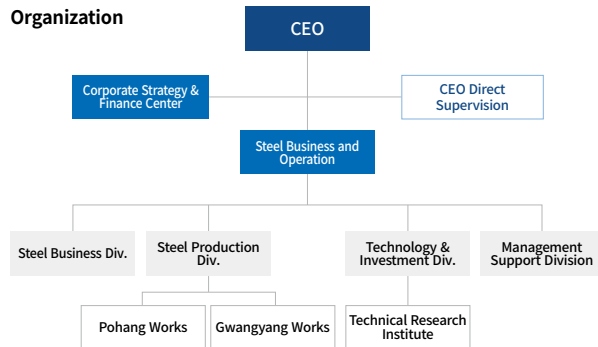 Organization
CEO
Corporate Strategy &
Finance Center
CEO Direct
Supervision
Steel Business and
Operation
Steel Business Div.
Steel Production
Div.
Technology &
Investment Div.
Management
Support Division
Pohang Works
Gwangyang Works
Technical Research
Institute